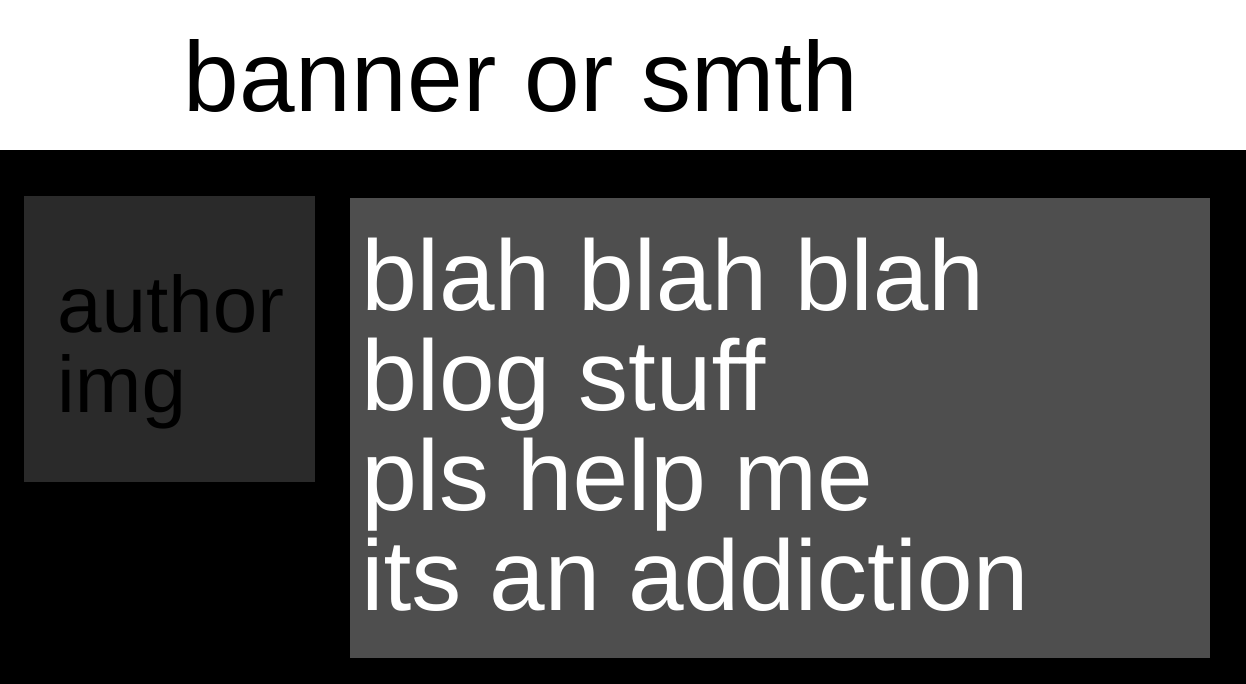 banner or smth
author
img
blah blah blah
blog stuff
pls help me
its an addiction